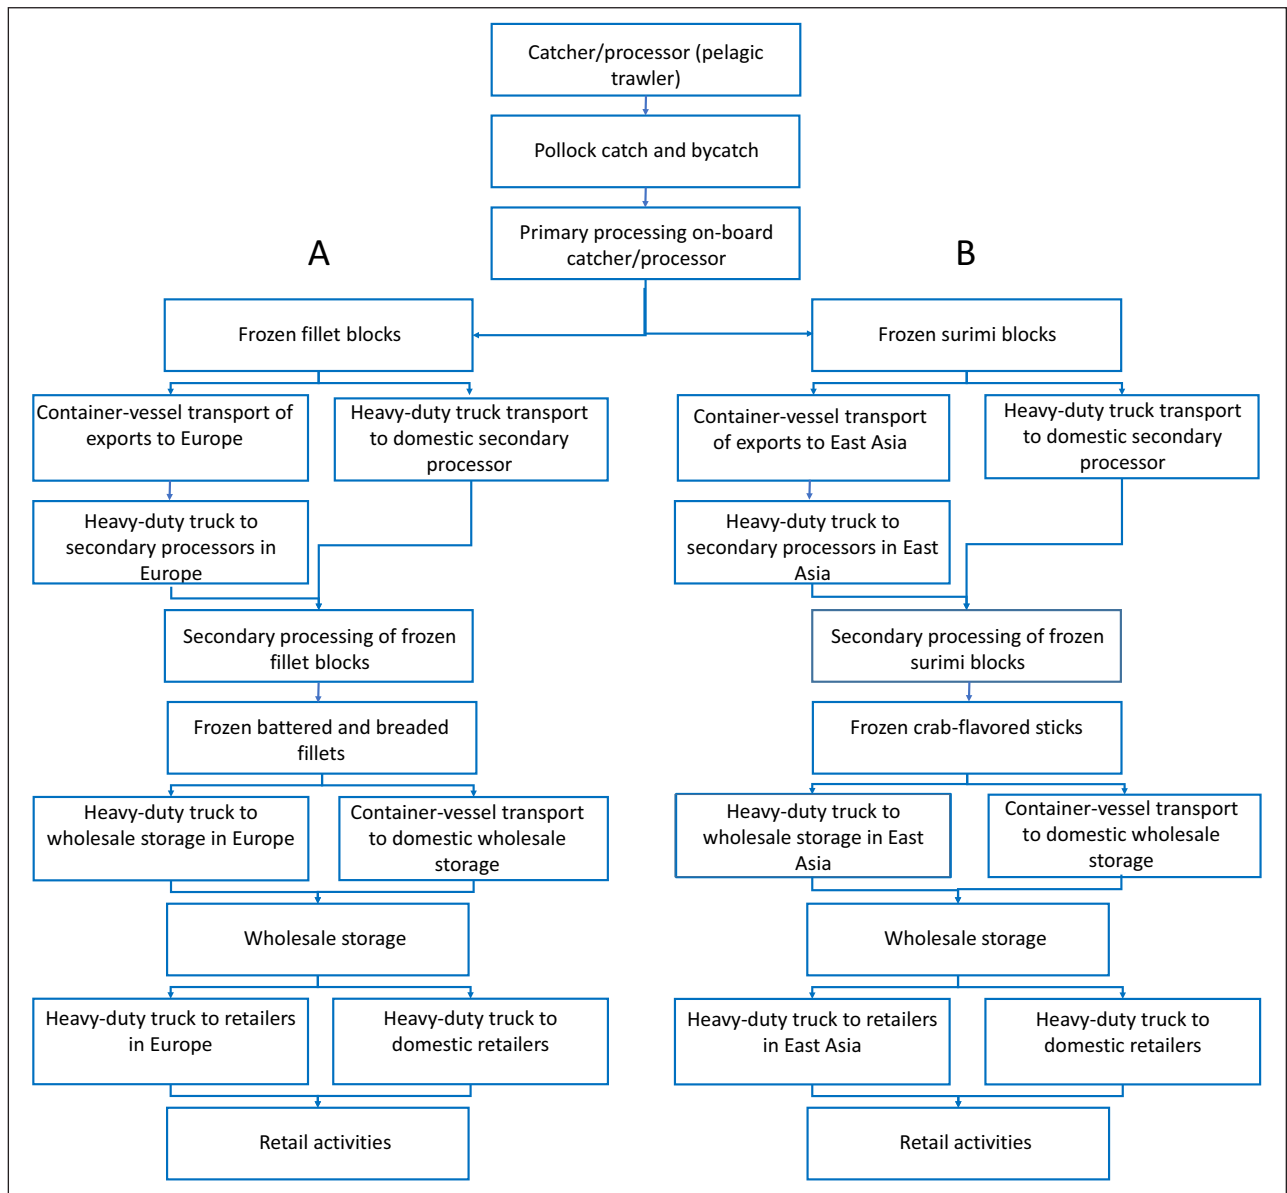 Catcher/processor (pelagic
trawler)
Pollock catch and bycatch
Primary processing on-board
catcher/processor
A
Frozen fillet blocks
Container-vessel transport of
exports to Europe
Heavy-duty truck transport
to domestic secondary
processor
Heavy-duty truck to
secondary processors in
Europe
Secondary processing of frozen
fillet blocks
Frozen battered and breaded
fillets
Heavy-duty truck to
wholesale storage in Europe
Container-vessel transport
to domestic wholesale
storage
Wholesale storage
Heavy-duty truck to retailers
in Europe
Heavy-duty truck to
domestic retailers
Retail activities
B
Frozen surimi blocks
Container-vessel transport
of exports to East Asia
Heavy-duty truck transport
to domestic secondary
processor
Heavy-duty truck to
secondary processors in East
Asia
Secondary processing of frozen
surimi blocks
Frozen crab-flavored sticks
Heavy-duty truck to
wholesale storage in East
Asia
Container-vessel transport
to domestic wholesale
storage
Wholesale storage
Heavy-duty truck to retailers
in East Asia
Heavy-duty truck to
domestic retailers
Retail activities